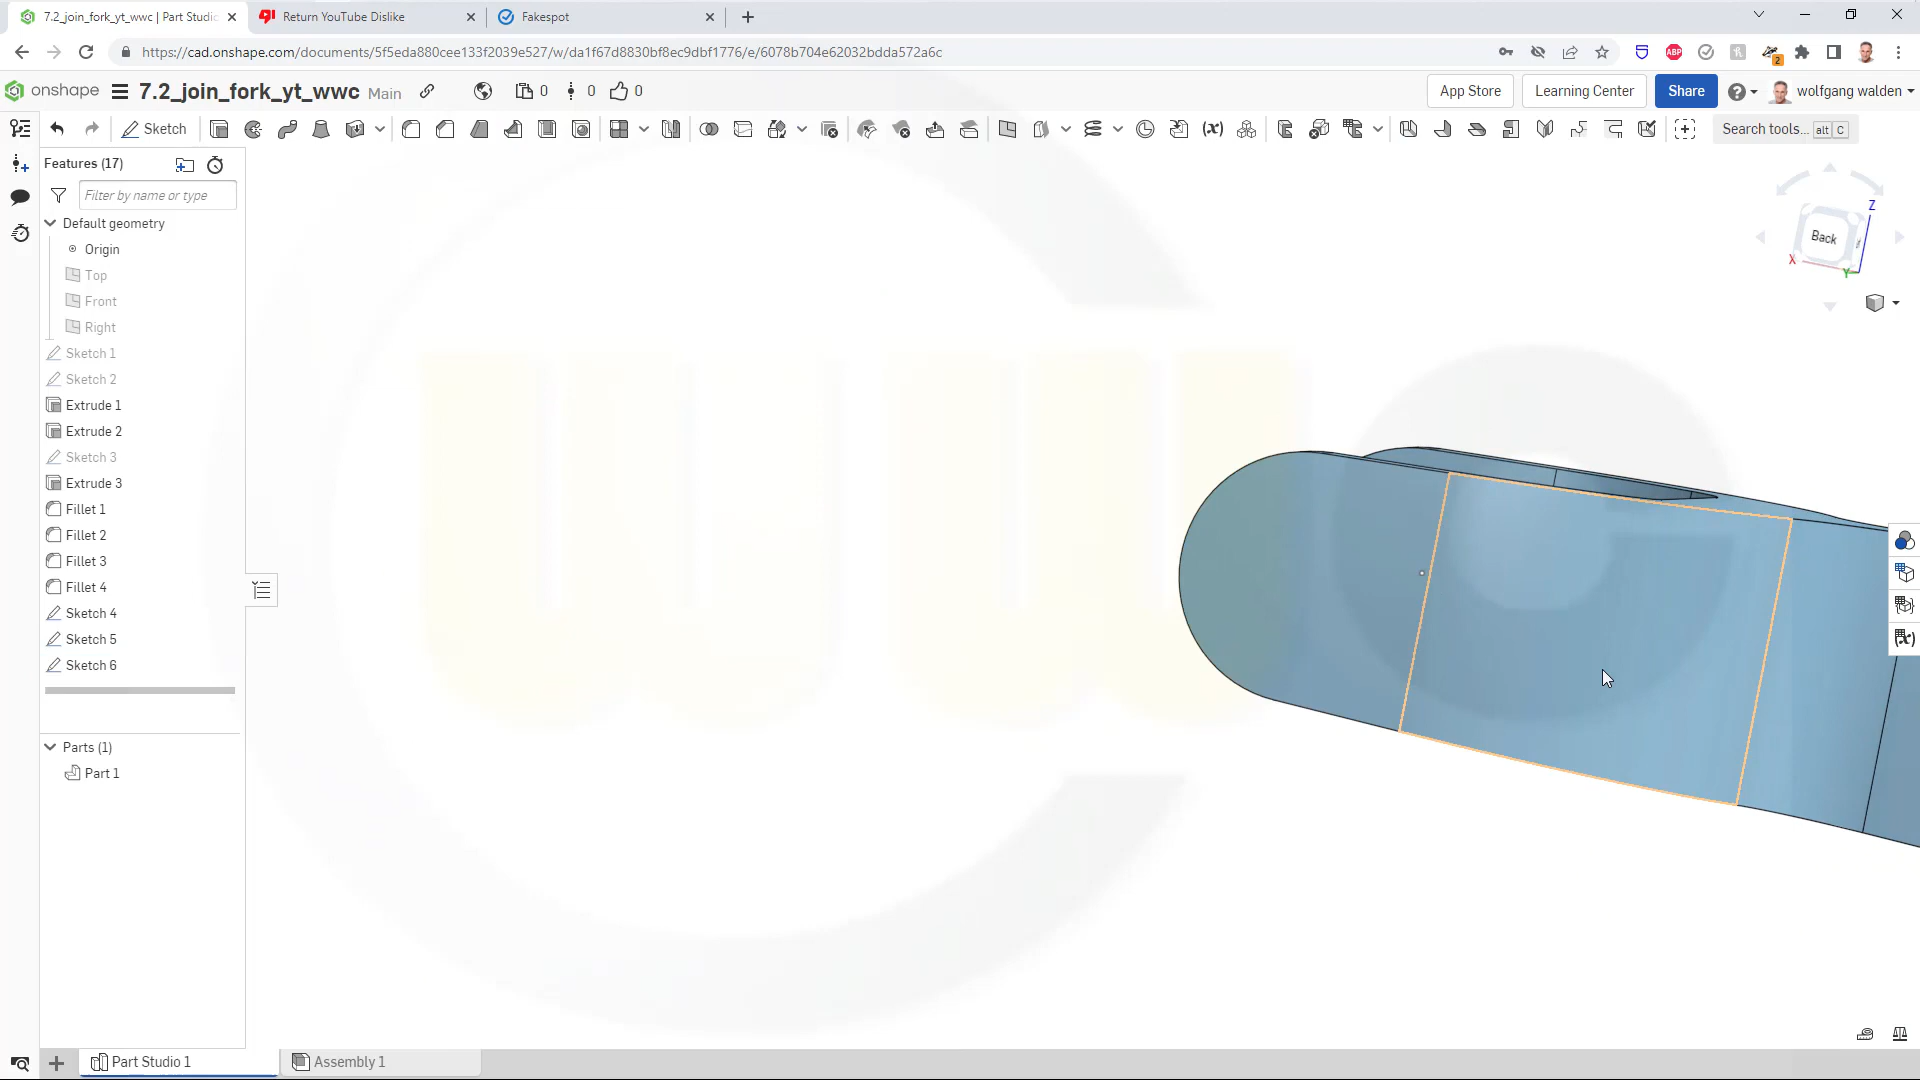 7.2_join_fork_yt_wwc | Part Studio
Return YouTube Dislike
Fakespot
https://cad.onshape.com/documents/5f5eda880cee133f2039e527/w/da1f67d8830bf8ec9dbf1776/e/6078b704e62032bdda572a6c
ABP
2
onshape
7.2_join_fork_yt_wwc Main
0
0
0
App Store
Learning Center
Share
wolfgang walden
Sketch
Search tools... alt C
Features (17)
Filter by name or type
Default geometry
Origin
Top
Front
Right
Sketch 1
Sketch 2
Extrude 1
Extrude 2
Sketch 3
Extrude 3
Fillet 1
Fillet 2
Fillet 3
Fillet 4
Sketch 4
Sketch 5
Sketch 6
Parts (1)
Part 1
Z
Back
X
Y
Part Studio 1
Assembly 1